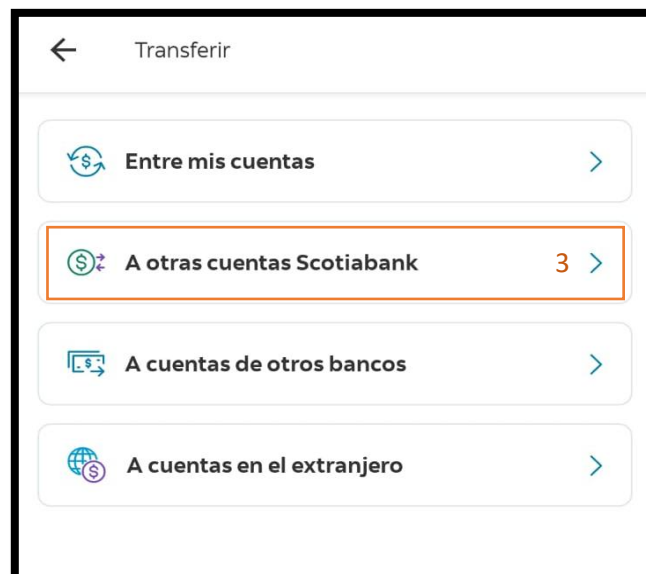 Transferir
Entre mis cuentas
A otras cuentas Scotiabank 3
A cuentas de otros bancos
A cuentas en el extranjero